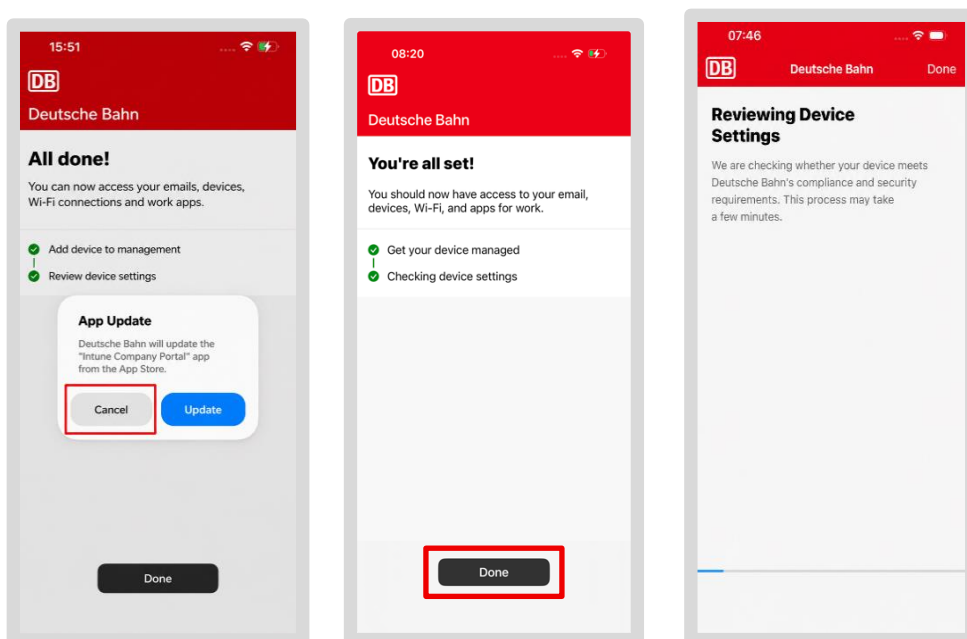 15:51
DB
Deutsche Bahn
All done!
You can now access your emails, devices,
Wi-Fi connections and work apps.
Add device to management
Review device settings
App Update
Deutsche Bahn will update the
"Intune Company Portal" app
from the App Store.
Cancel
Update
Done
08:20
DB
Deutsche Bahn
You're all set!
You should now have access to your email,
devices, Wi-Fi, and apps for work.
Get your device managed
Checking device settings
Done
07:46
DB Deutsche Bahn Done
Reviewing Device
Settings
We are checking whether your device meets
Deutsche Bahn's compliance and security
requirements. This process may take
a few minutes.